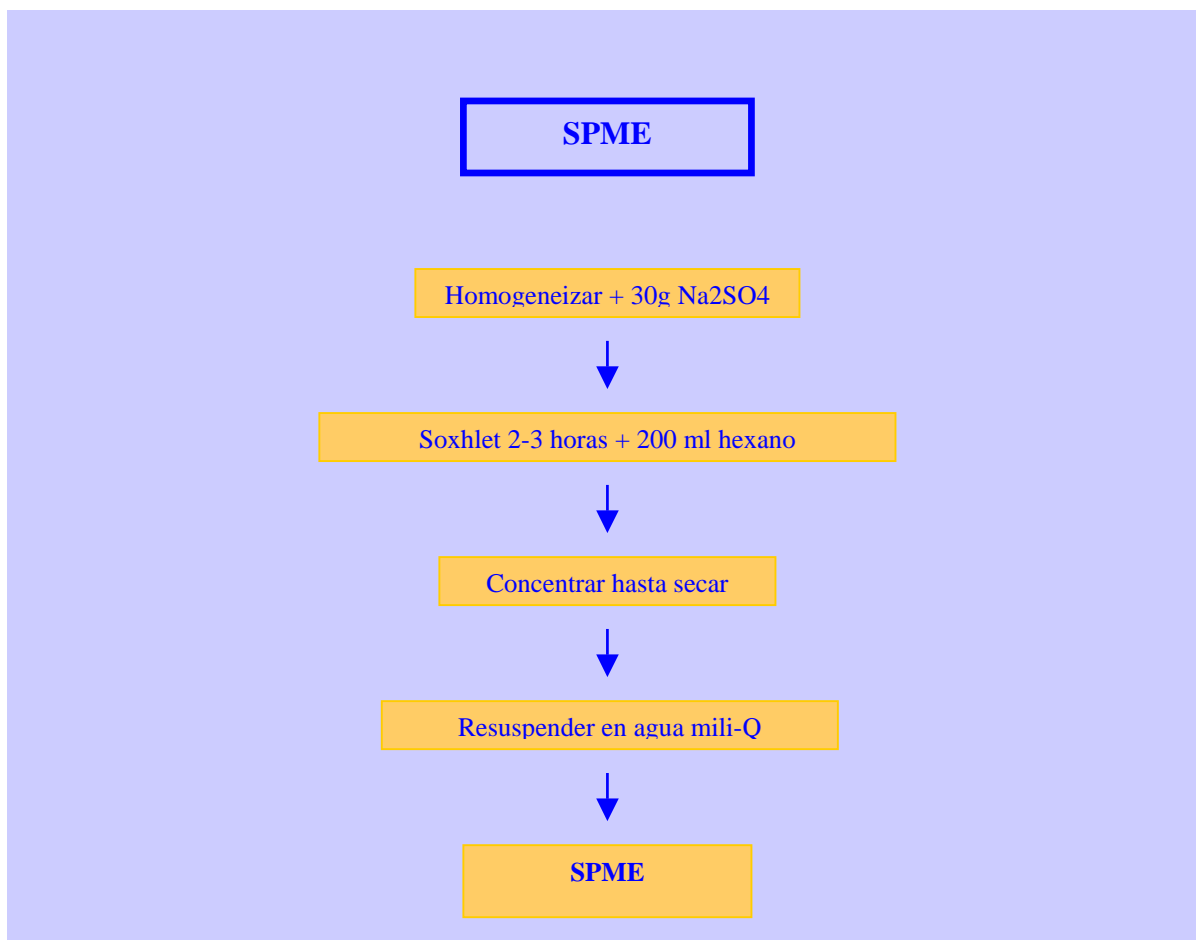 SPME
Homogeneizar + 30g Na2SO4
Soxhlet 2-3 horas + 200 ml hexano
Concentrar hasta secar
Resuspender en agua mili-Q
SPME